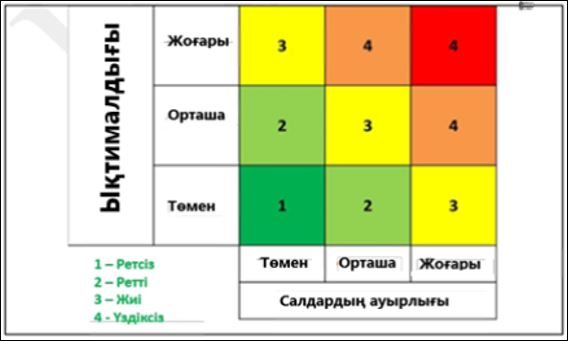 Ықтималдығы
Жоғары 3 4 4
Орташа 2 3 4
Төмен 1 2 3
Төмен Орташа Жоғары
Салдардың ауырлығы
1 – Ретсіз
2 – Ретті
3 – Жиі
4 - Үздіксіз